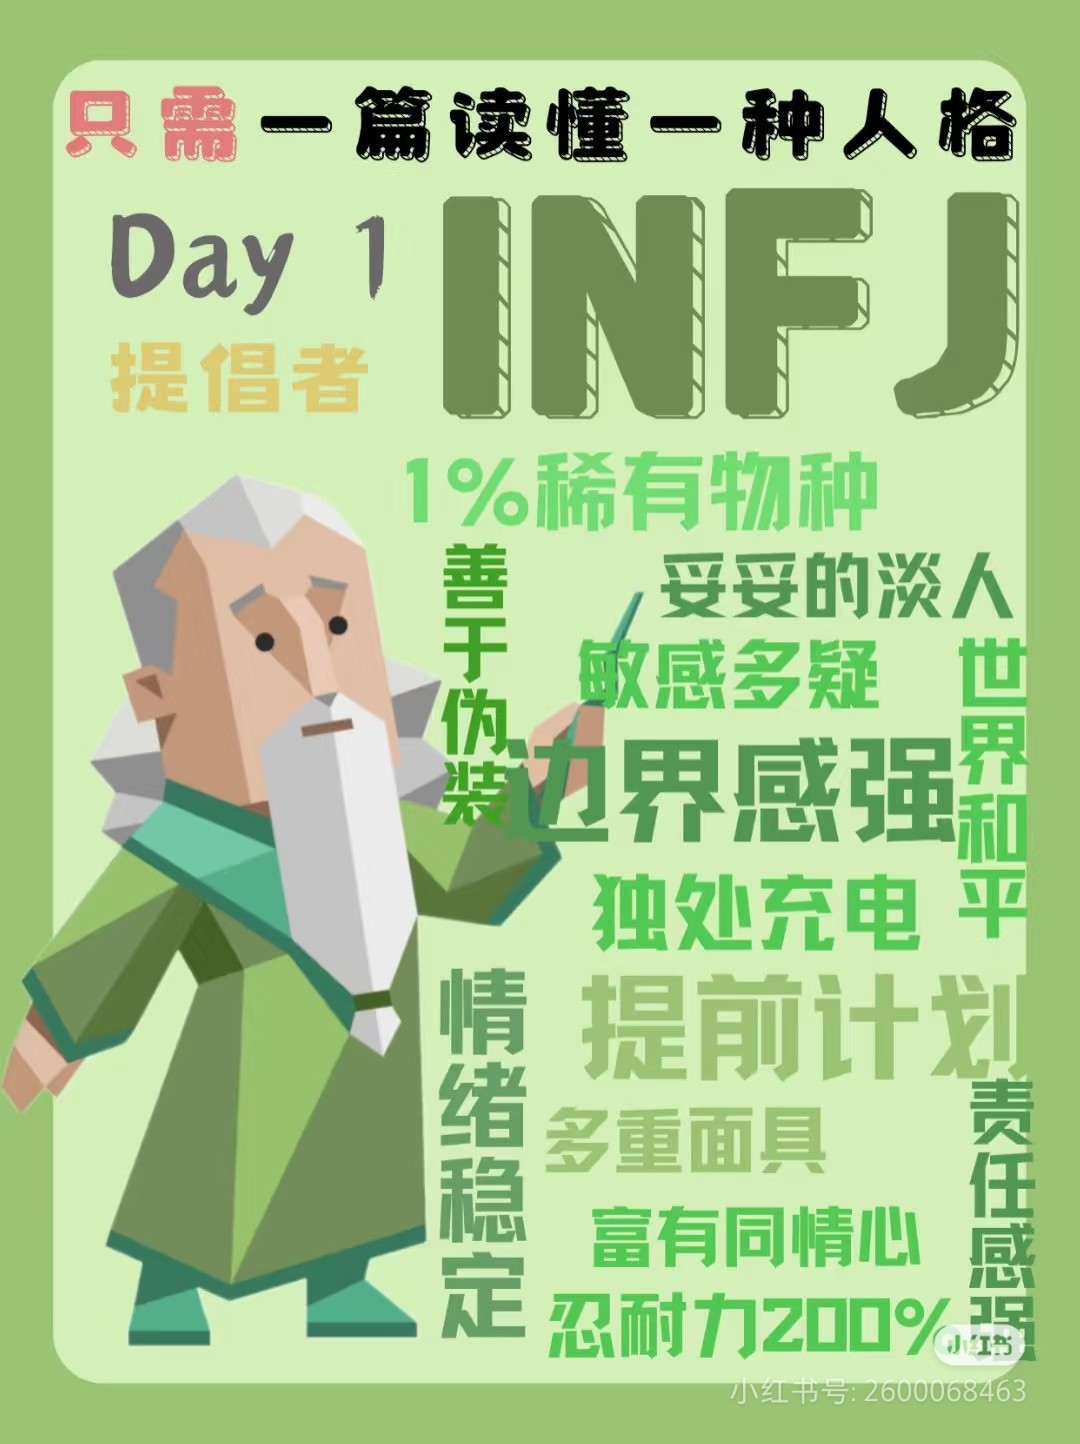 只需一篇读懂一种人格
Day 1
INFJ
提倡者
1%稀有物种
善于伪装
妥妥的淡人
敏感多疑
世界和平
边界感强
独处充电
情绪稳定
提前计划
多重面具
责任感强
富有同情心
忍耐力200%
小红书
小红书号: 2600068463